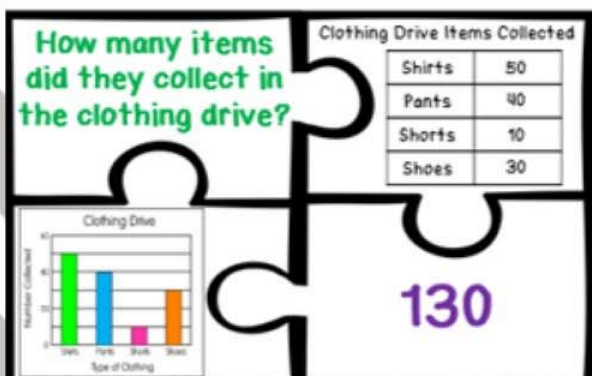 How many items
did they collect in
the clothing drive?
Clothing Drive Items Collected
Shirts 50
Pants 40
Shorts 10
Shoes 30
Clothing Drive
Number Collected
Shirts Pants Shorts Shoes
Type of Clothing
130